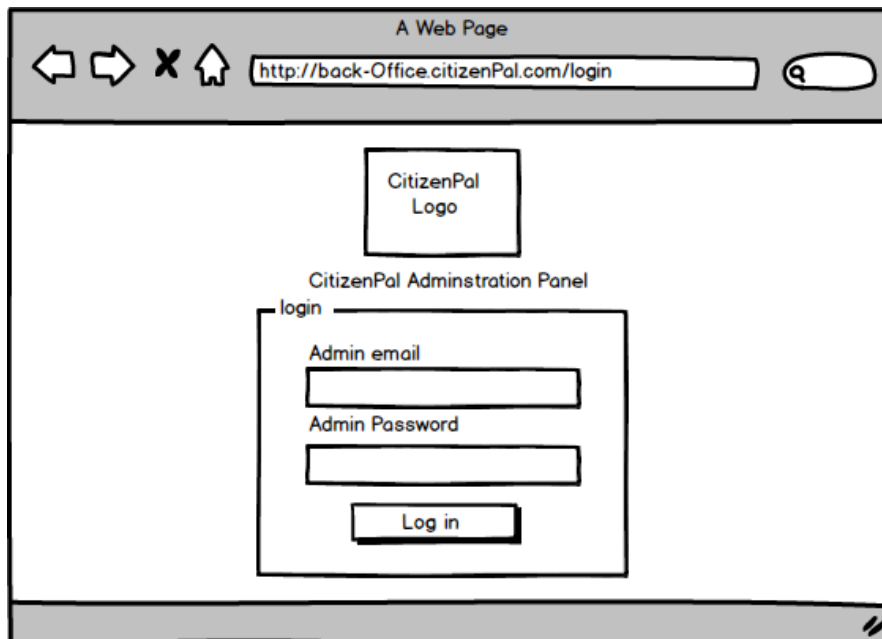 A Web Page
http://back-Office.citizenPal.com/login
CitizenPal
Logo
CitizenPal Adminstration Panel
login
Admin email
Admin Password
Log in